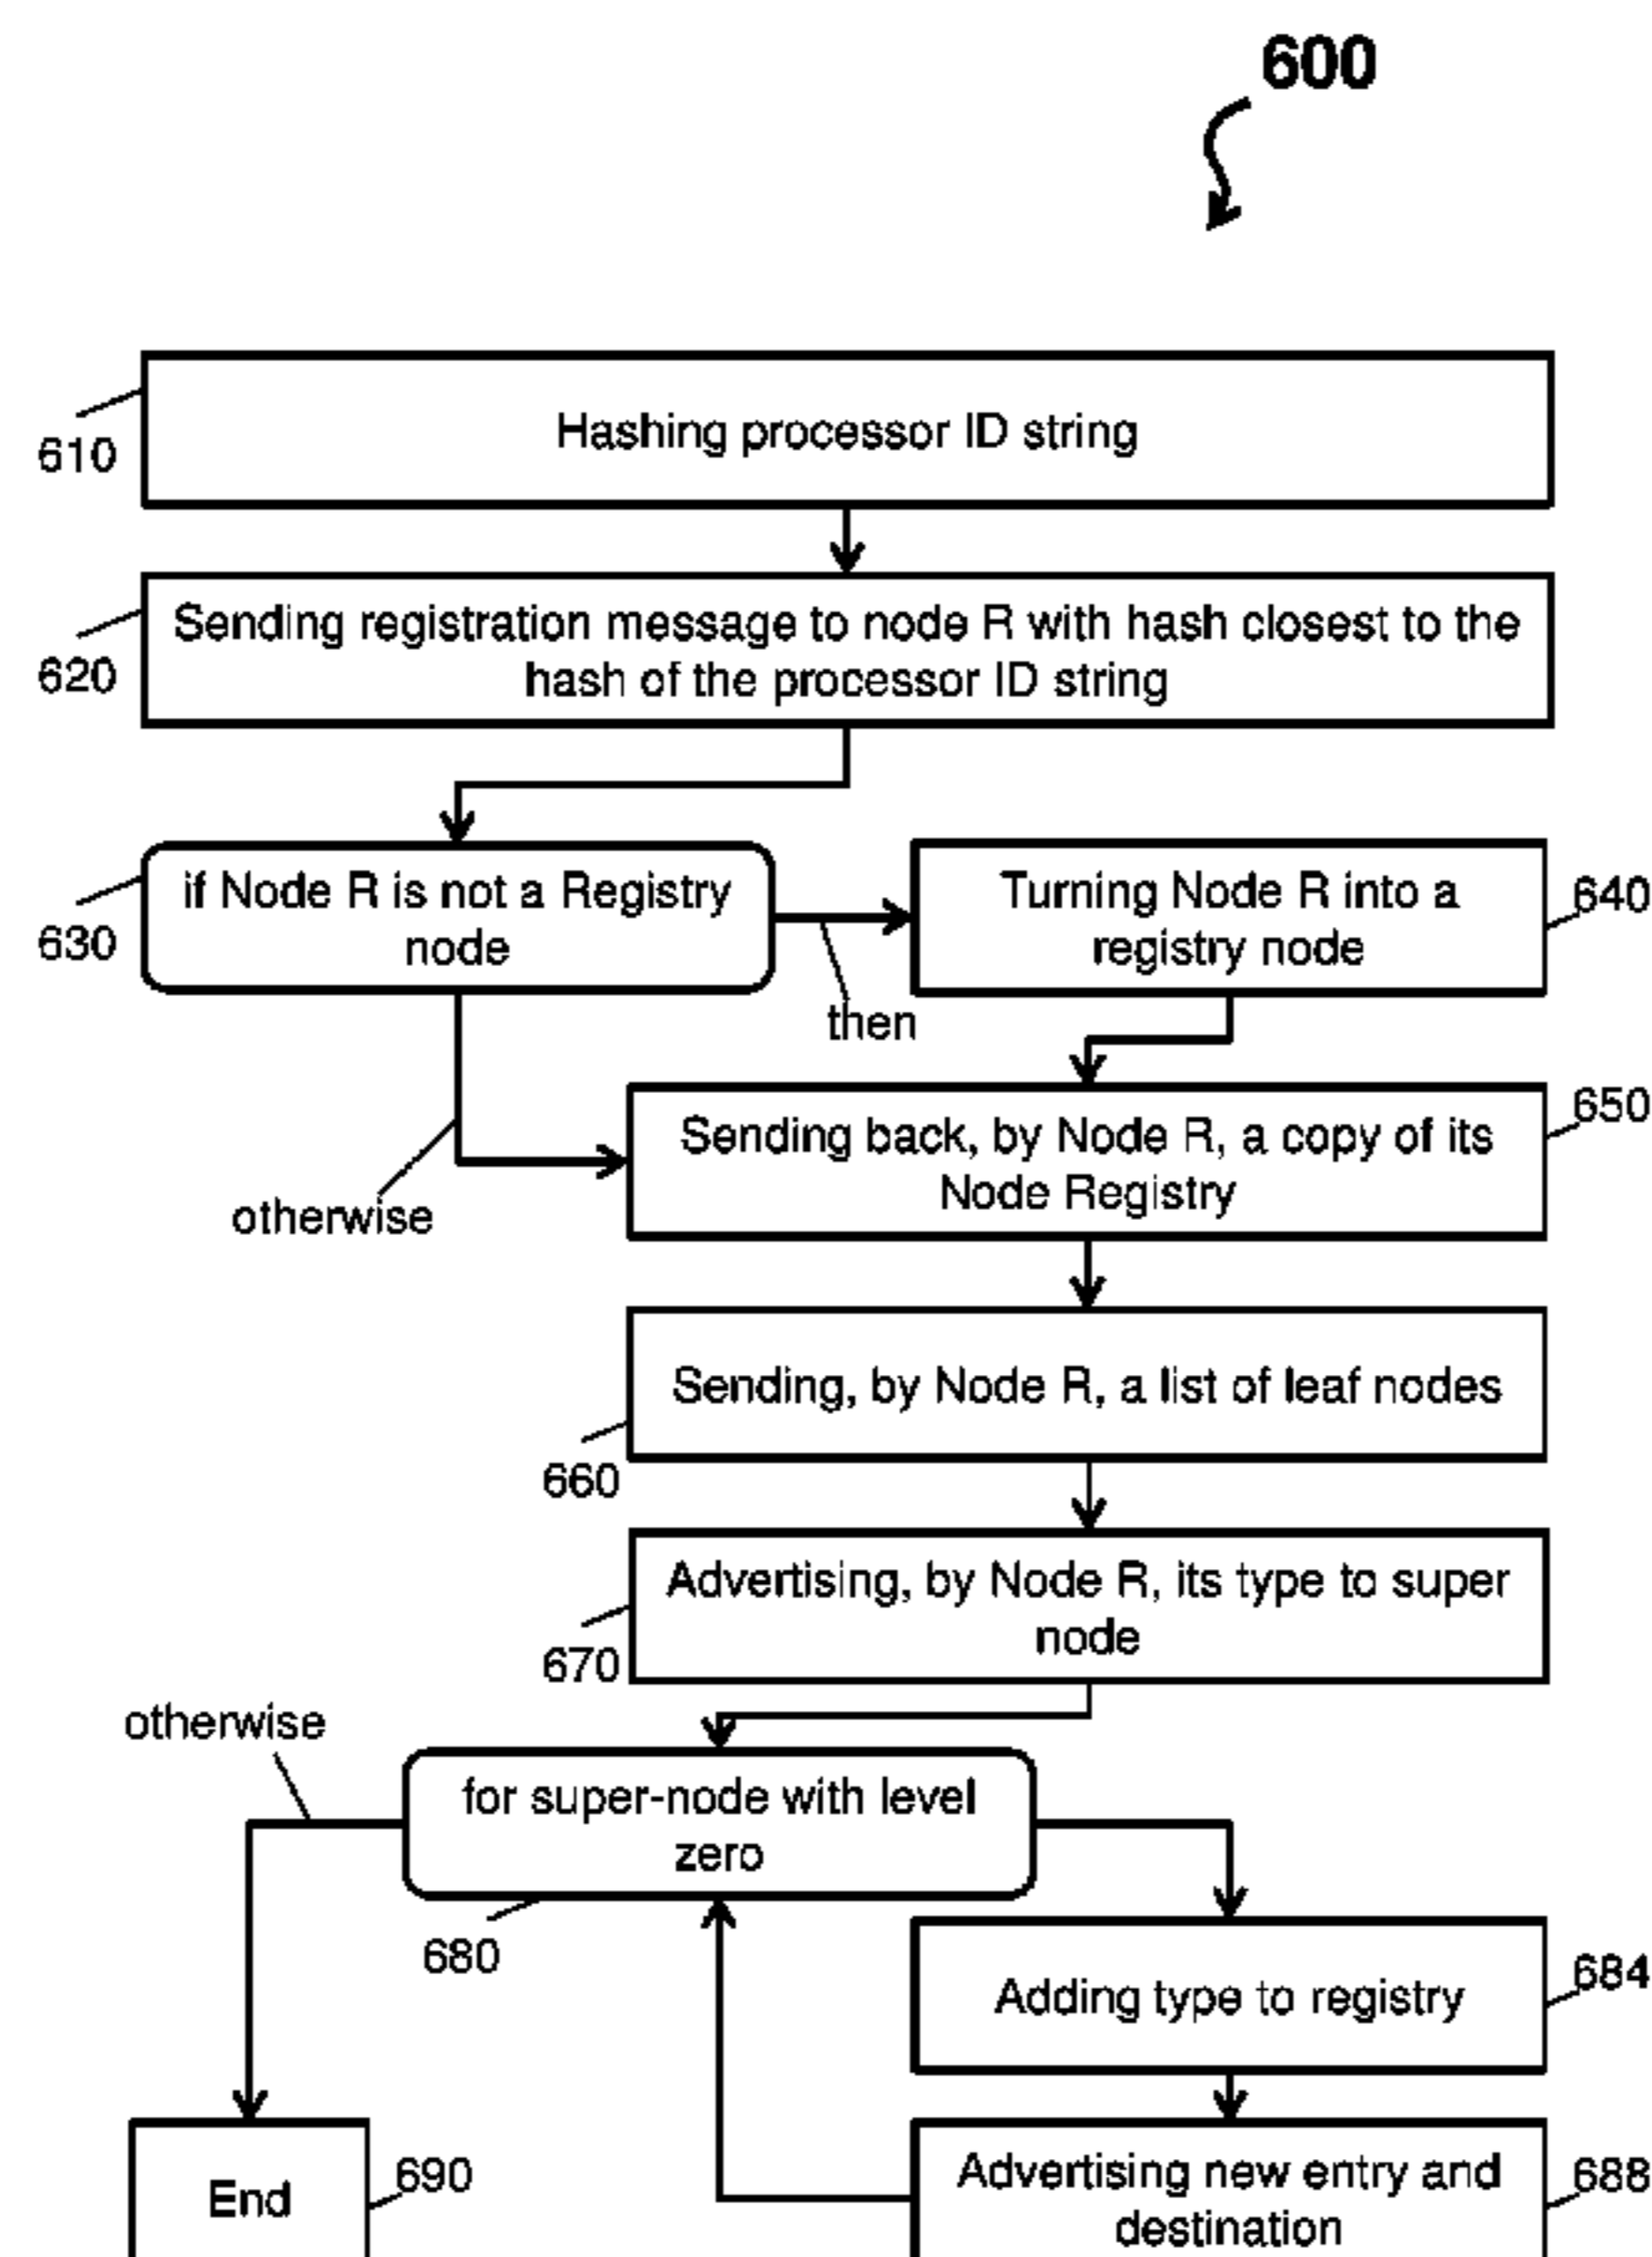 600
Hashing processor ID string
610
Sending registration message to node R with hash closest to the
hash of the processor ID string
620
if Node R is not a Registry
node
630
then
Turning Node R into a
registry node
640
otherwise
Sending back, by Node R, a copy of its
Node Registry
650
Sending, by Node R, a list of leaf nodes
660
Advertising, by Node R, its type to super
node
670
otherwise
for super-node with level
zero
680
Adding type to registry
684
Advertising new entry and
destination
688
End
690